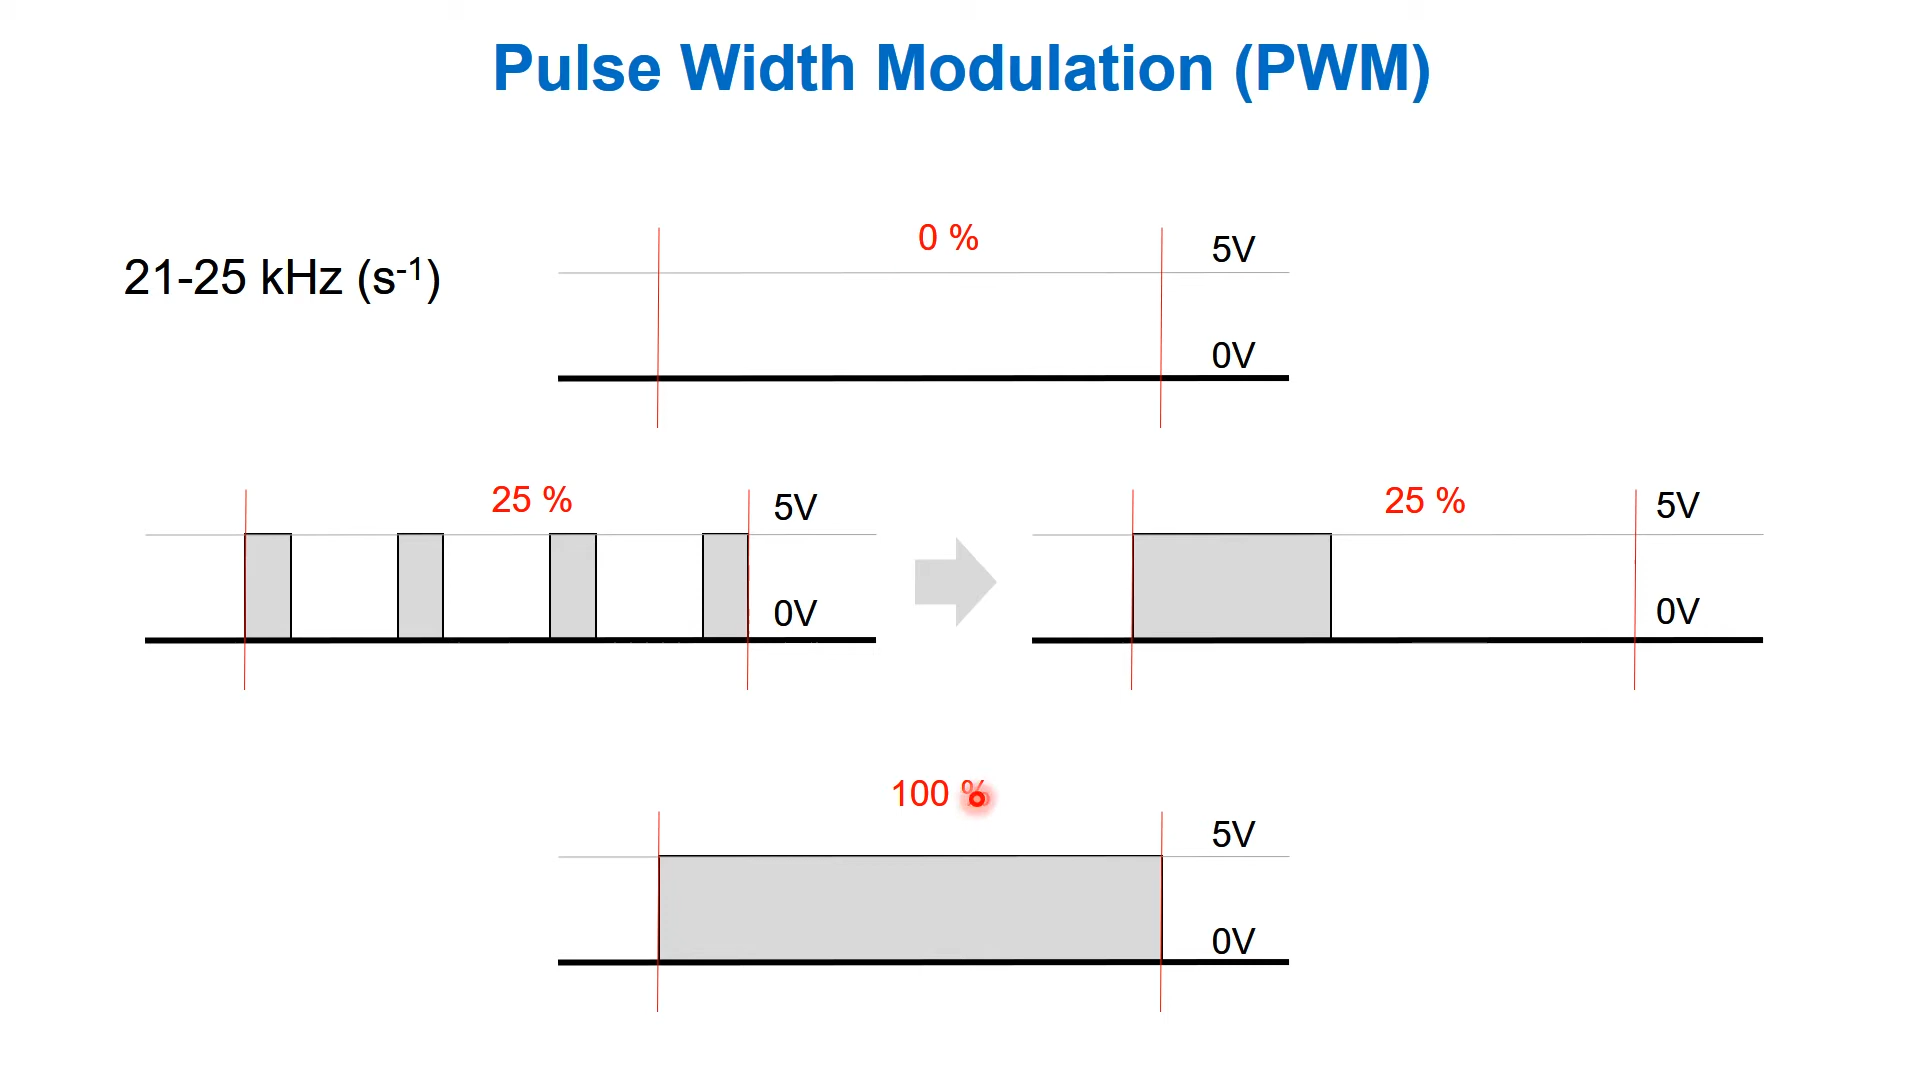 Pulse Width Modulation (PWM)
0 %
5V
21-25 kHz (s⁻¹)
0V
25 %
5V
0V
25 %
5V
0V
100 %
5V
0V